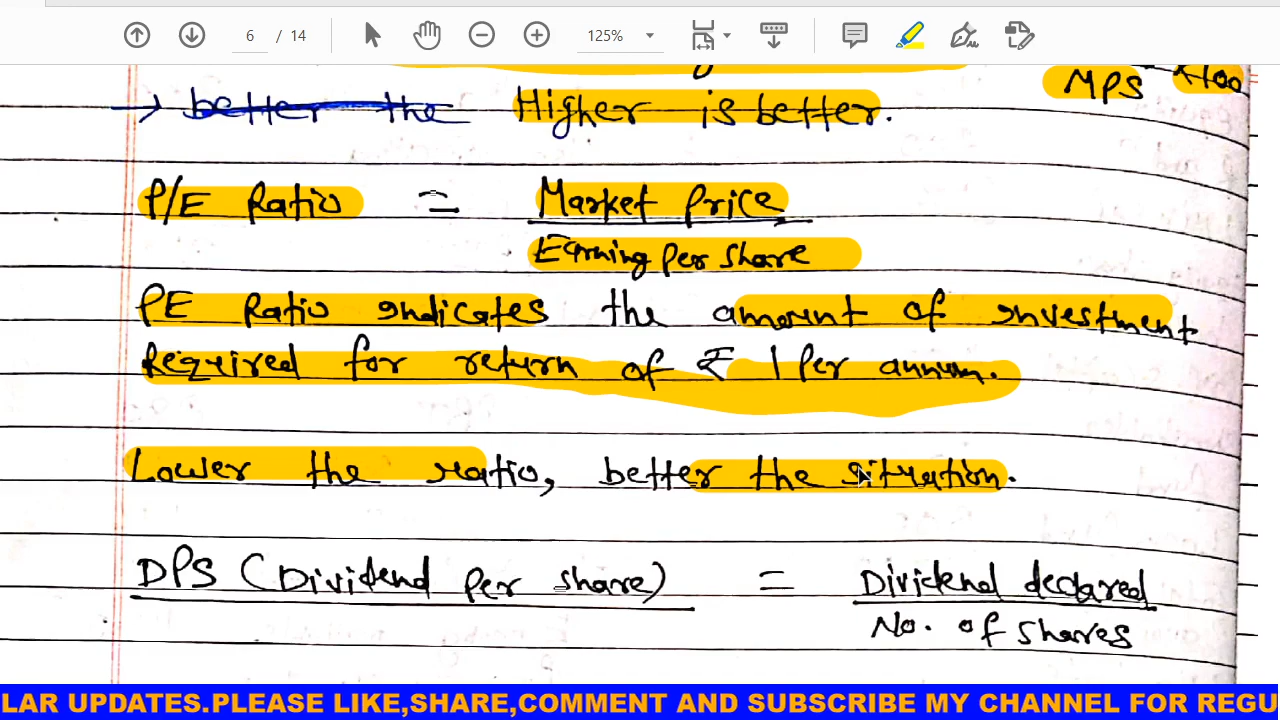 6 / 14 125%
MPS ×100
→ better the Higher is better.
P/E Ratio = Market Price
Earning Per Share
PE Ratio indicates the amount of investment
Required for return of ₹ 1 Per annum.
Lower the ratio, better the situation.
DPS (Dividend per share) = Dividend declared
No. of shares
LAR UPDATES.PLEASE LIKE,SHARE,COMMENT AND SUBSCRIBE MY CHANNEL FOR REGU